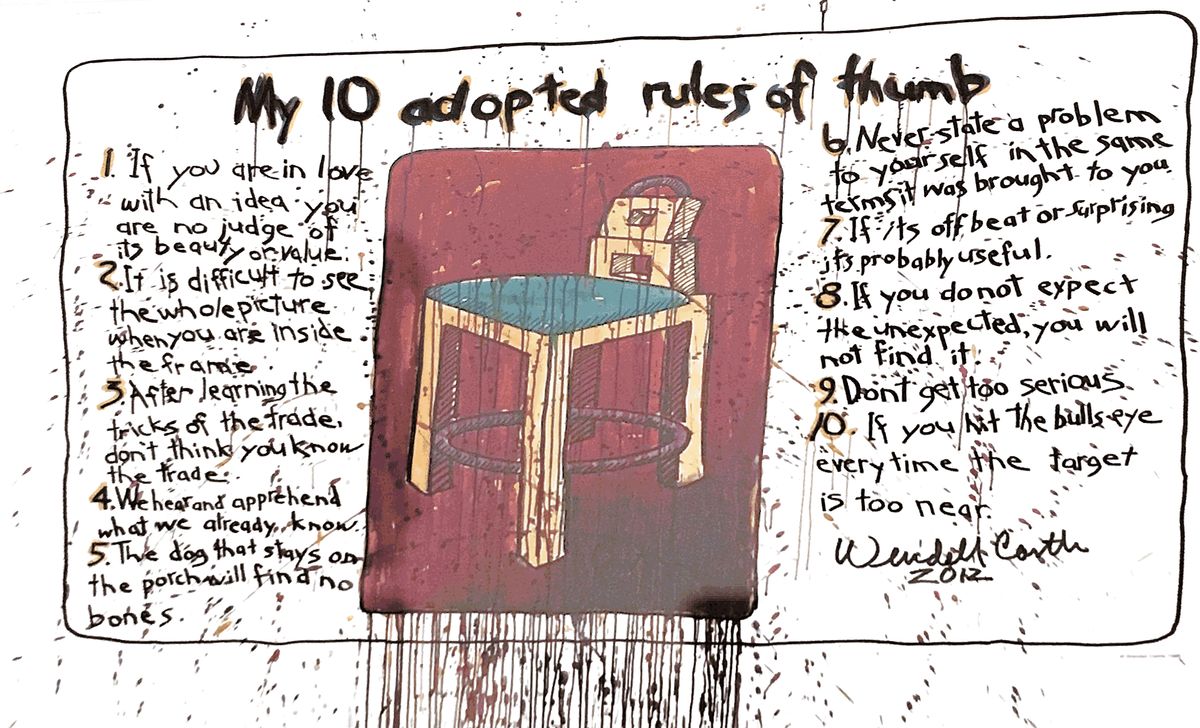 My 10 adopted rules of thumb
1. If you are in love
with an idea you
are no judge of
its beauty or value.
2. It is difficult to see
the whole picture
when you are inside
the frame.
3. After learning the
tricks of the trade,
don't think you know
the trade.
4. We hear and apprehend
what we already know.
5. The dog that stays on
the porch will find no
bones.
6. Never state a problem
to yourself in the same
terms it was brought to you.
7. If its offbeat or surprising
its probably useful.
8. If you do not expect
the unexpected, you will
not find it.
9. Dont get too serious.
10. If you hit the bullseye
every time the target
is too near.
Wendell Castle
2012